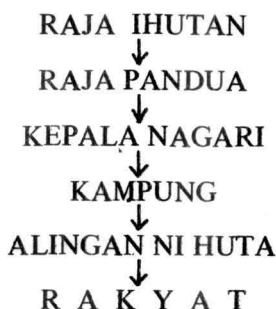 RAJA IHUTAN
RAJA PANDUA
KEPALA NAGARI
KAMPUNG
ALINGAN NI HUTA
R A K Y A T